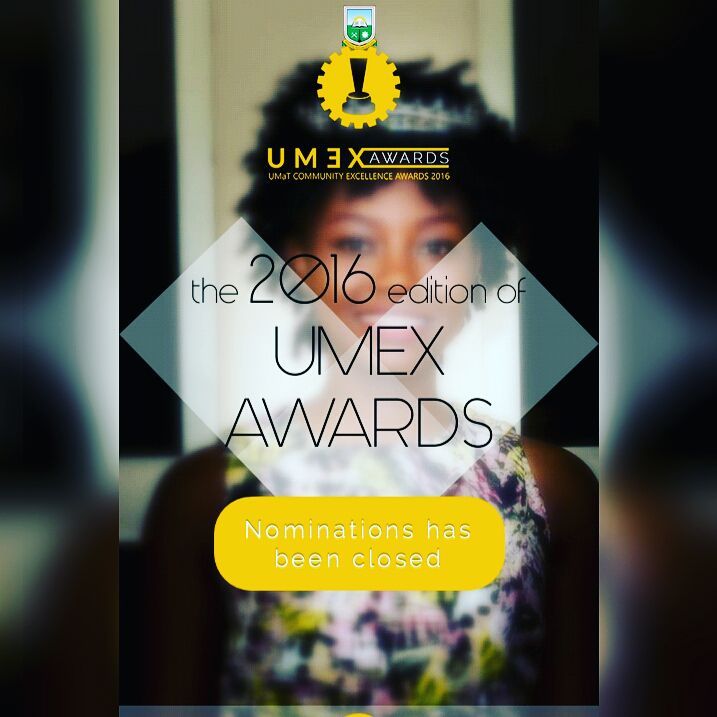 UMEX AWARDS
UMaT COMMUNITY EXCELLENCE AWARDS 2016
the 2016 edition of
UMEX
AWARDS
Nominations has
been closed